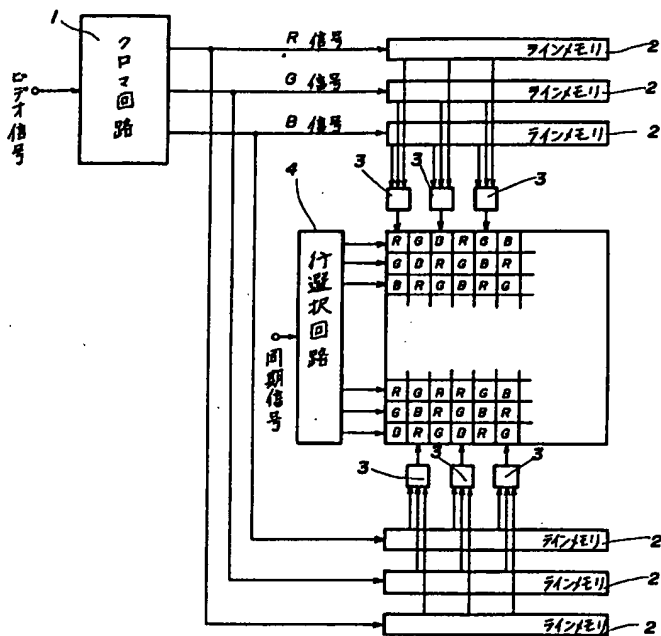 1
クロマ回路
ビデオ信号
R 信号
G 信号
B 信号
ラインメモリ 2
ラインメモリ 2
ラインメモリ 2
3 3 3
4
行選択回路
同期信号
R G D R G B
G D R G B R
B R G B R G
R G A R G B
G B R G B R
D R G D R G
3 3 3
ラインメモリ 2
ラインメモリ 2
ラインメモリ 2